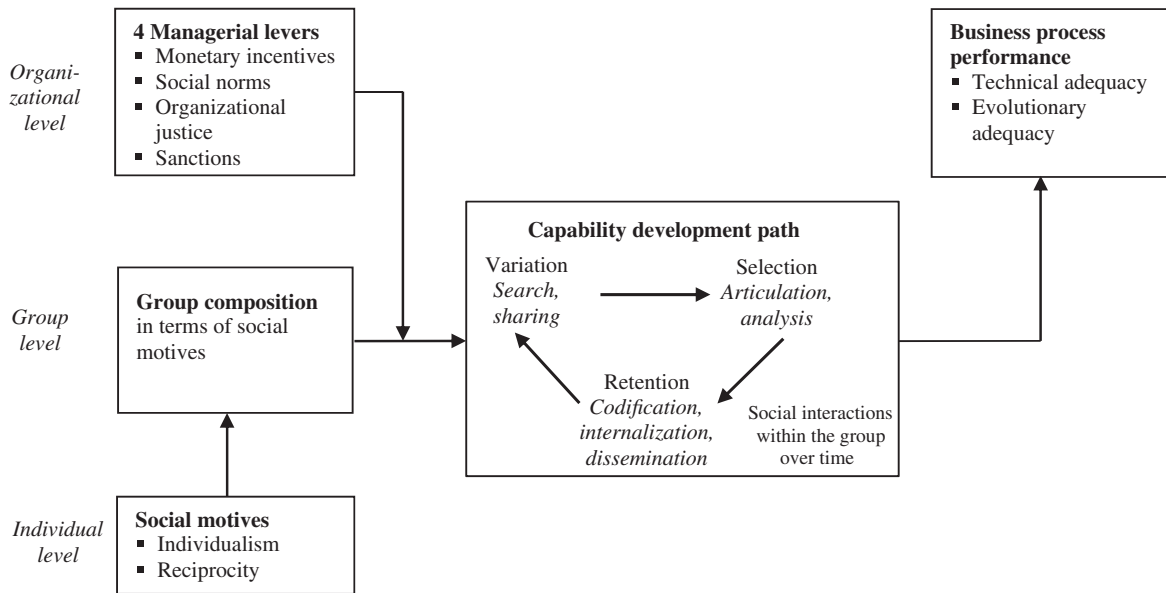 Organi-
zational
level
4 Managerial levers
▪ Monetary incentives
▪ Social norms
▪ Organizational
justice
▪ Sanctions
Business process
performance
▪ Technical adequacy
▪ Evolutionary
adequacy
Group
level
Group composition
in terms of social
motives
Capability development path
Variation
Search,
sharing
Selection
Articulation,
analysis
Retention
Codification,
internalization,
dissemination
Social interactions
within the group
over time
Individual
level
Social motives
▪ Individualism
▪ Reciprocity